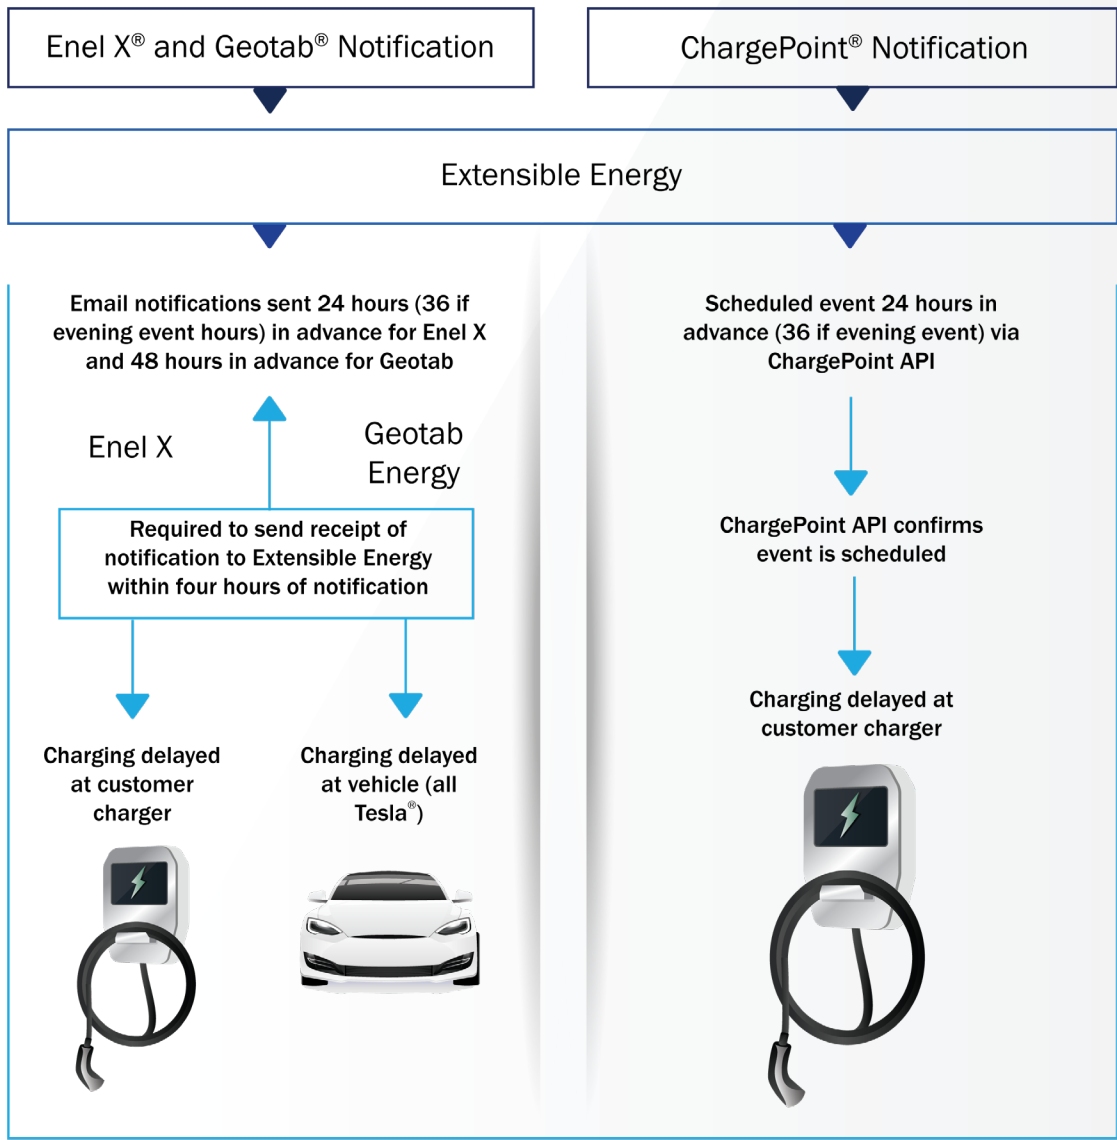 Enel X® and Geotab® Notification
ChargePoint® Notification
Extensible Energy
Email notifications sent 24 hours (36 if
evening event hours) in advance for Enel X
and 48 hours in advance for Geotab
Enel X
Geotab
Energy
Required to send receipt of
notification to Extensible Energy
within four hours of notification
Charging delayed
at customer
charger
Charging delayed
at vehicle (all
Tesla®)
Scheduled event 24 hours in
advance (36 if evening event) via
ChargePoint API
ChargePoint API confirms
event is scheduled
Charging delayed at
customer charger